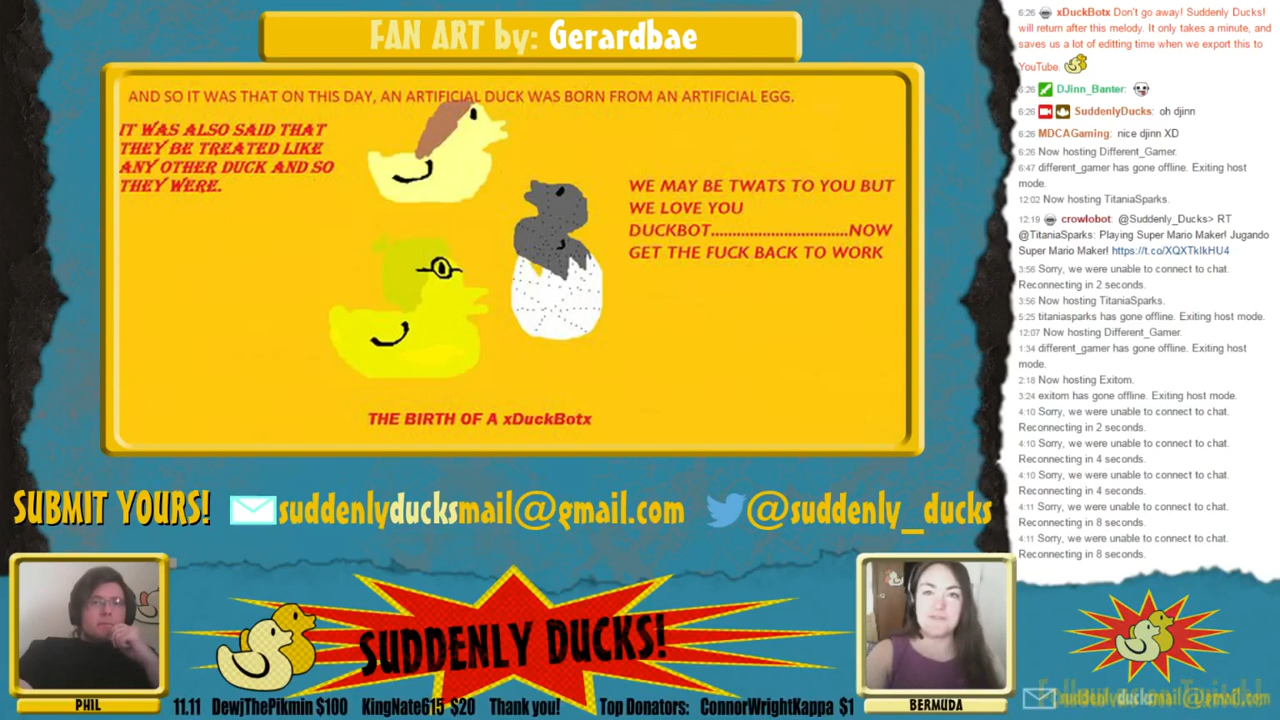 FAN ART by: Gerardbae
AND SO IT WAS THAT ON THIS DAY, AN ARTIFICIAL DUCK WAS BORN FROM AN ARTIFICIAL EGG.
IT WAS ALSO SAID THAT
THEY BE TREATED LIKE
ANY OTHER DUCK AND SO
THEY WERE.
WE MAY BE TWATS TO YOU BUT
WE LOVE YOU
DUCKBOT................................NOW
GET THE FUCK BACK TO WORK
THE BIRTH OF A xDuckBotx
SUBMIT YOURS! suddenlyducksmail@gmail.com @suddenly_ducks
PHIL
SUDDENLY DUCKS!
BERMUDA
11.11 DewjThePikmin $100 KingNate615 $20 Thank you! Top Donators: ConnorWrightKappa $1
6:26 xDuckBotx Don't go away! Suddenly Ducks!
will return after this melody. It only takes a minute, and
saves us a lot of editting time when we export this to
YouTube.
6:26 DJinn_Banter:
6:26 SuddenlyDucks: oh djinn
6:26 MDCAGaming: nice djinn XD
6:26 Now hosting Different_Gamer.
6:47 different_gamer has gone offline. Exiting host
mode.
12:02 Now hosting TitaniaSparks.
12:19 crowlobot: @Suddenly_Ducks> RT
@TitaniaSparks: Playing Super Mario Maker! Jugando
Super Mario Maker! https://t.co/XQXTkIkHU4
3:56 Sorry, we were unable to connect to chat.
Reconnecting in 2 seconds.
3:56 Now hosting TitaniaSparks.
5:25 titaniasparks has gone offline. Exiting host mode.
12:07 Now hosting Different_Gamer.
1:34 different_gamer has gone offline. Exiting host
mode.
2:18 Now hosting Exitom.
3:24 exitom has gone offline. Exiting host mode.
4:10 Sorry, we were unable to connect to chat.
Reconnecting in 2 seconds.
4:10 Sorry, we were unable to connect to chat.
Reconnecting in 4 seconds.
4:10 Sorry, we were unable to connect to chat.
Reconnecting in 4 seconds.
4:11 Sorry, we were unable to connect to chat.
Reconnecting in 8 seconds.
4:11 Sorry, we were unable to connect to chat.
Reconnecting in 8 seconds.
suddenlyducksmail@gmail.com